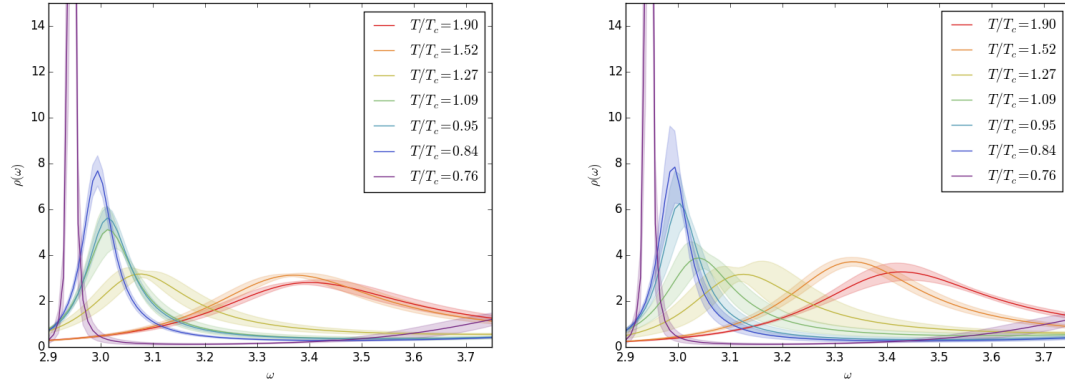 14
12
10
8
6
4
2
0
ρ(ω)
2.9 3.0 3.1 3.2 3.3 3.4 3.5 3.6 3.7
ω
T/T_c=1.90
T/T_c=1.52
T/T_c=1.27
T/T_c=1.09
T/T_c=0.95
T/T_c=0.84
T/T_c=0.76
14
12
10
8
6
4
2
0
ρ(ω)
2.9 3.0 3.1 3.2 3.3 3.4 3.5 3.6 3.7
ω
T/T_c=1.90
T/T_c=1.52
T/T_c=1.27
T/T_c=1.09
T/T_c=0.95
T/T_c=0.84
T/T_c=0.76